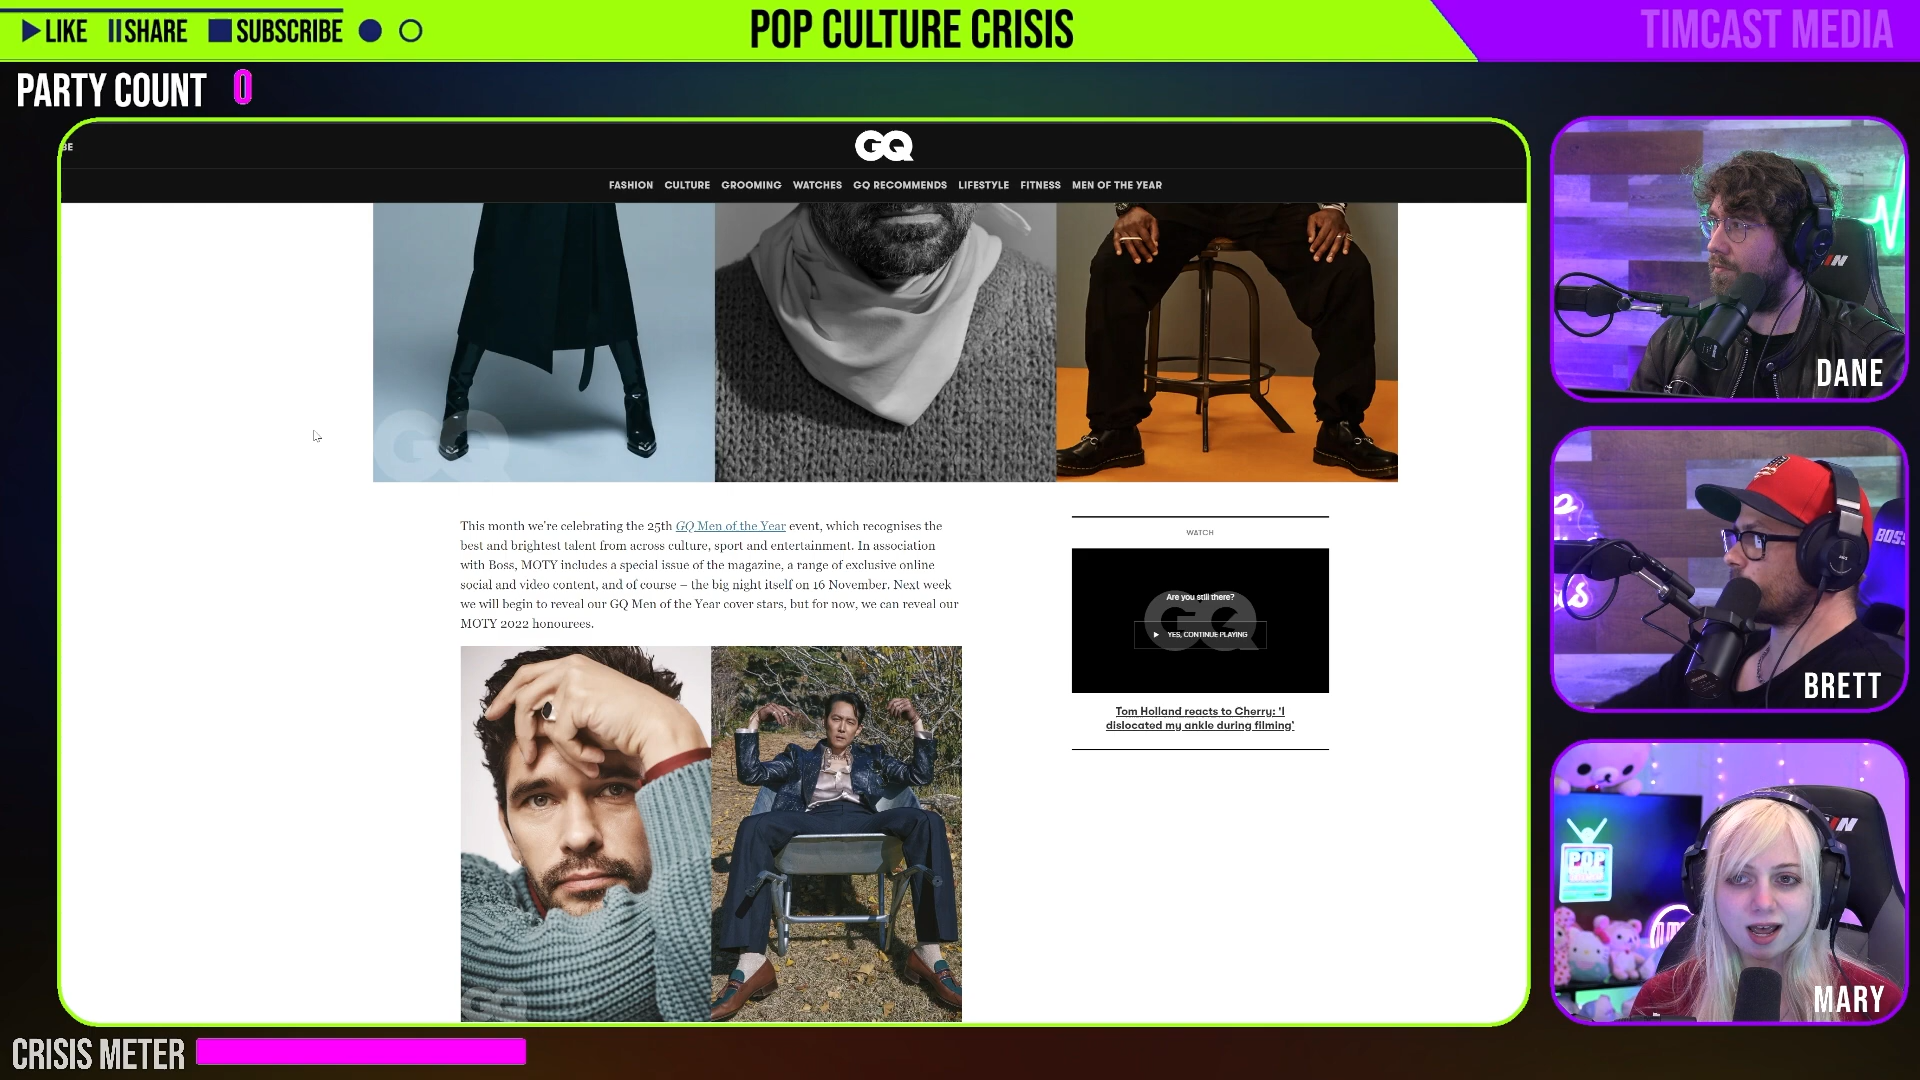 LIKE SHARE SUBSCRIBE
POP CULTURE CRISIS
TIMCAST MEDIA
PARTY COUNT 0
BE
GQ
FASHION CULTURE GROOMING WATCHES GQ RECOMMENDS LIFESTYLE FITNESS MEN OF THE YEAR
GQ
This month we're celebrating the 25th GQ Men of the Year event, which recognises the
best and brightest talent from across culture, sport and entertainment. In association
with Boss, MOTY includes a special issue of the magazine, a range of exclusive online
social and video content, and of course – the big night itself on 16 November. Next week
we will begin to reveal our GQ Men of the Year cover stars, but for now, we can reveal our
MOTY 2022 honourees.
WATCH
GQ
Are you still there?
YES, CONTINUE PLAYING
Tom Holland reacts to Cherry: 'I
dislocated my ankle during filming'
GQ
DANE
BOSS
BRETT
POP
MARY
CRISIS METER